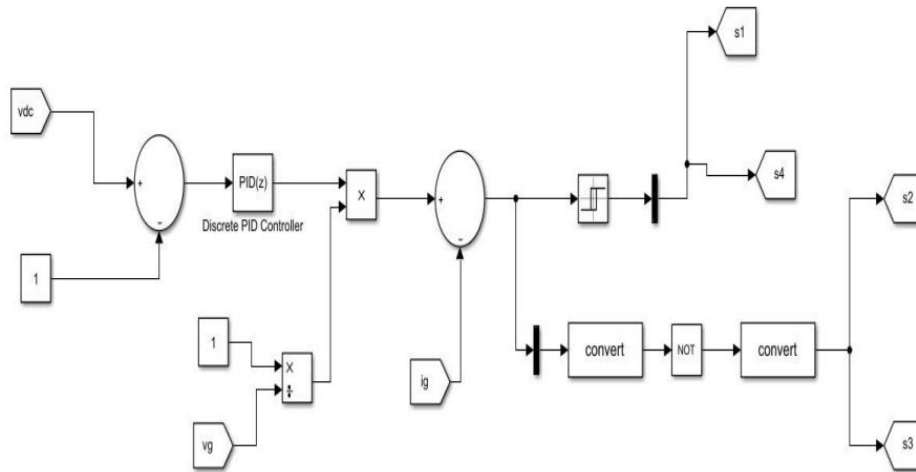 s1
vdc
+
−
PID(z)
Discrete PID Controller
X
+
−
s4
s2
1
1
X
÷
ig
convert
NOT
convert
vg
s3